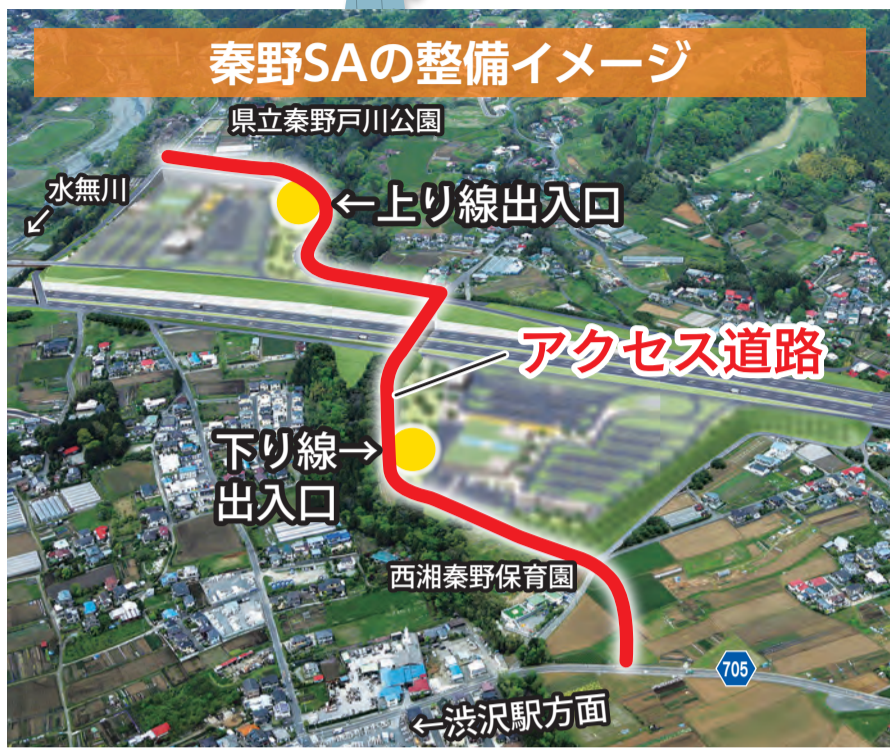 秦野SAの整備イメージ
県立秦野戸川公園
水無川
←上り線出入口
アクセス道路
下り線→
出入口
西湘秦野保育園
705
←渋沢駅方面